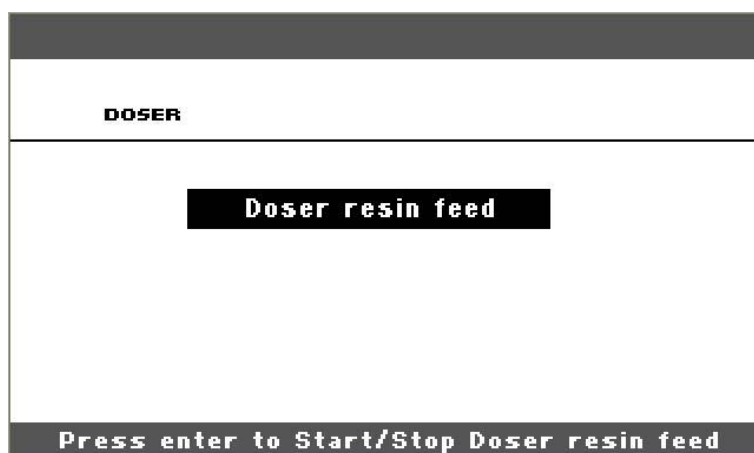 DOSER
Doser resin feed
Press enter to Start/Stop Doser resin feed